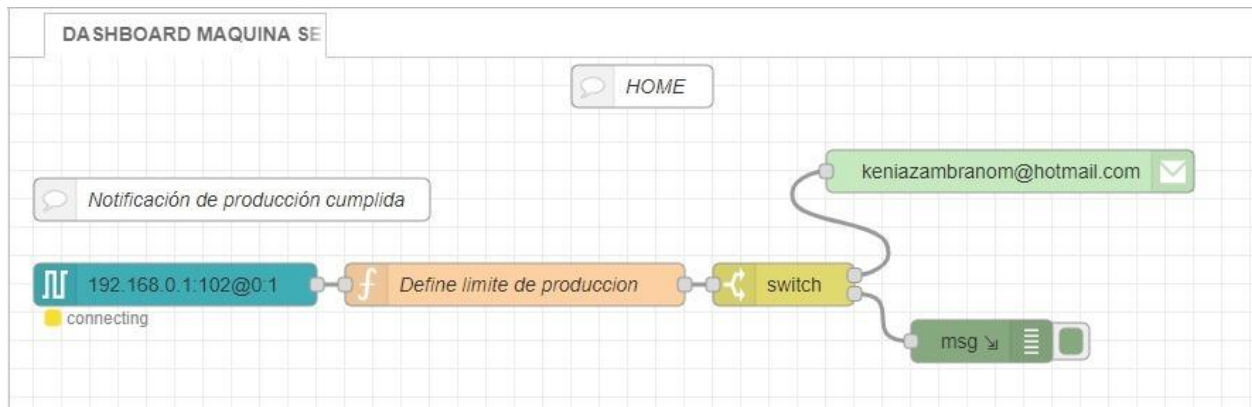 DASHBOARD MAQUINA SE
HOME
keniazambranom@hotmail.com
Notificación de producción cumplida
192.168.0.1:102@0:1
Define limite de produccion
switch
connecting
msg